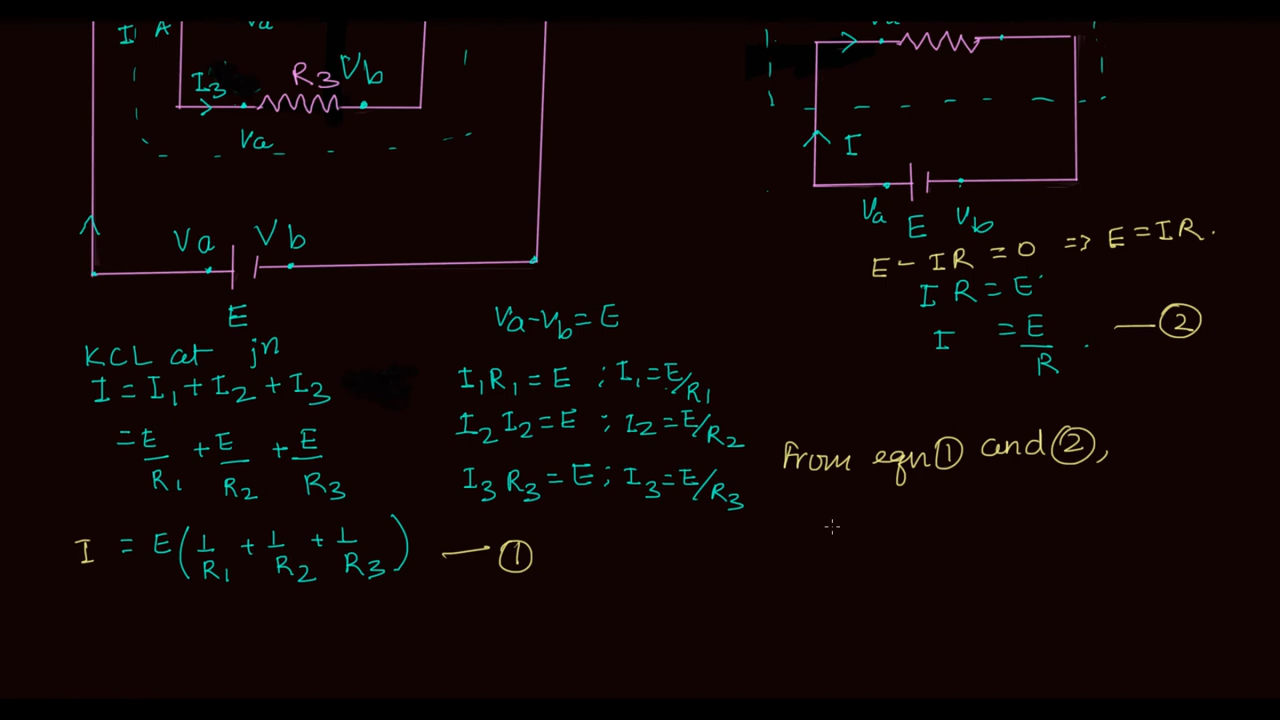 I A Va
I3 R3 Vb
Va
Va Vb
E
KCL at jn
I = I1 + I2 + I3
= E/R1 + E/R2 + E/R3
I = E(1/R1 + 1/R2 + 1/R3) — ①
Va - Vb = E
I1R1 = E ; I1 = E/R1
I2 I2 = E ; I2 = E/R2
I3 R3 = E ; I3 = E/R3
Va
I
Va E Vb
E - IR = 0 => E = IR.
I R = E
I = E/R. — ②
From eqn ① and ②,